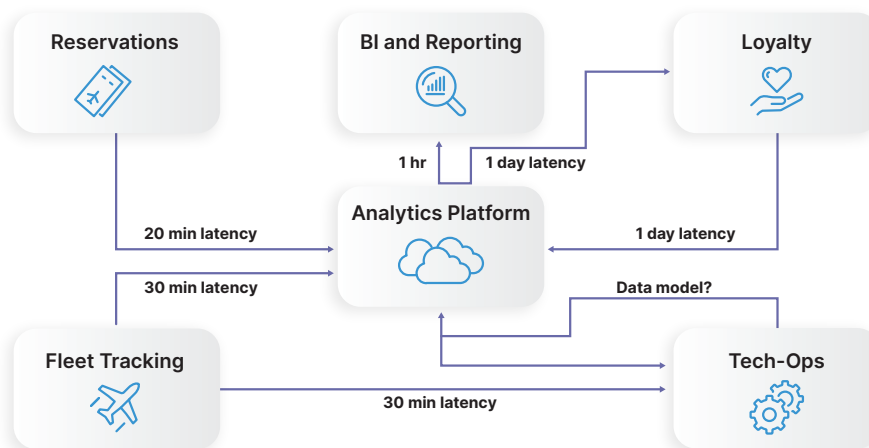 Reservations
BI and Reporting
Loyalty
1 hr
1 day latency
Analytics Platform
20 min latency
1 day latency
30 min latency
Data model?
Fleet Tracking
Tech-Ops
30 min latency